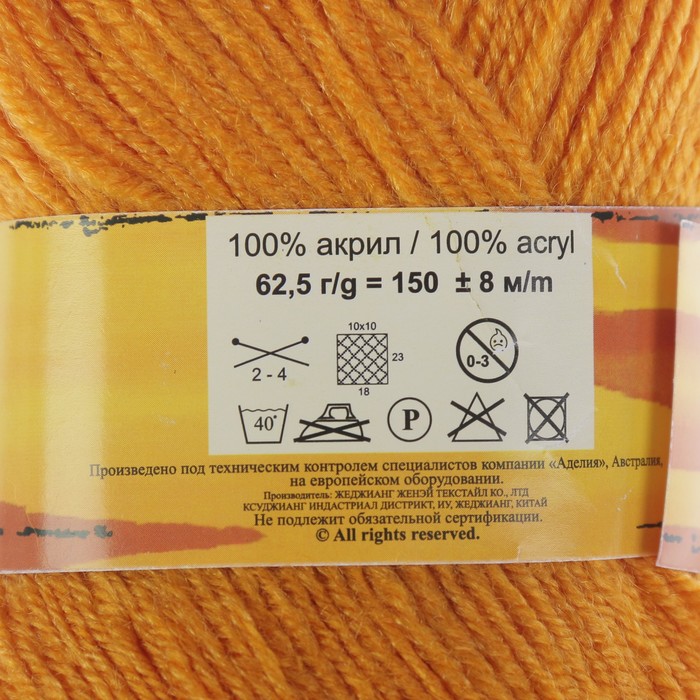 100% акрил / 100% acryl
62,5 г/g = 150 ± 8 м/m
10x10
23
18
2 - 4
0-3
40°
P
Произведено под техническим контролем специалистов компании «Аделия», Австралия,
на европейском оборудовании.
Производитель: ЖЕДЖИАНГ ЖЕНЭЙ ТЕКСТАЙЛ КО., ЛТД
КСУДЖИАНГ ИНДАСТРИАЛ ДИСТРИКТ, ИУ, ЖЕДЖИАНГ, КИТАЙ
Не подлежит обязательной сертификации.
© All rights reserved.